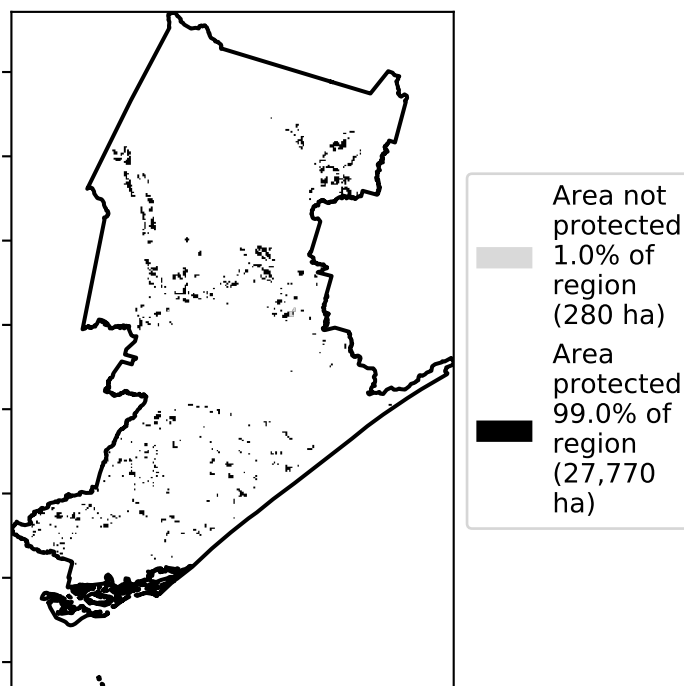 Area not
protected
1.0% of
region
(280 ha)
Area
protected
99.0% of
region
(27,770
ha)